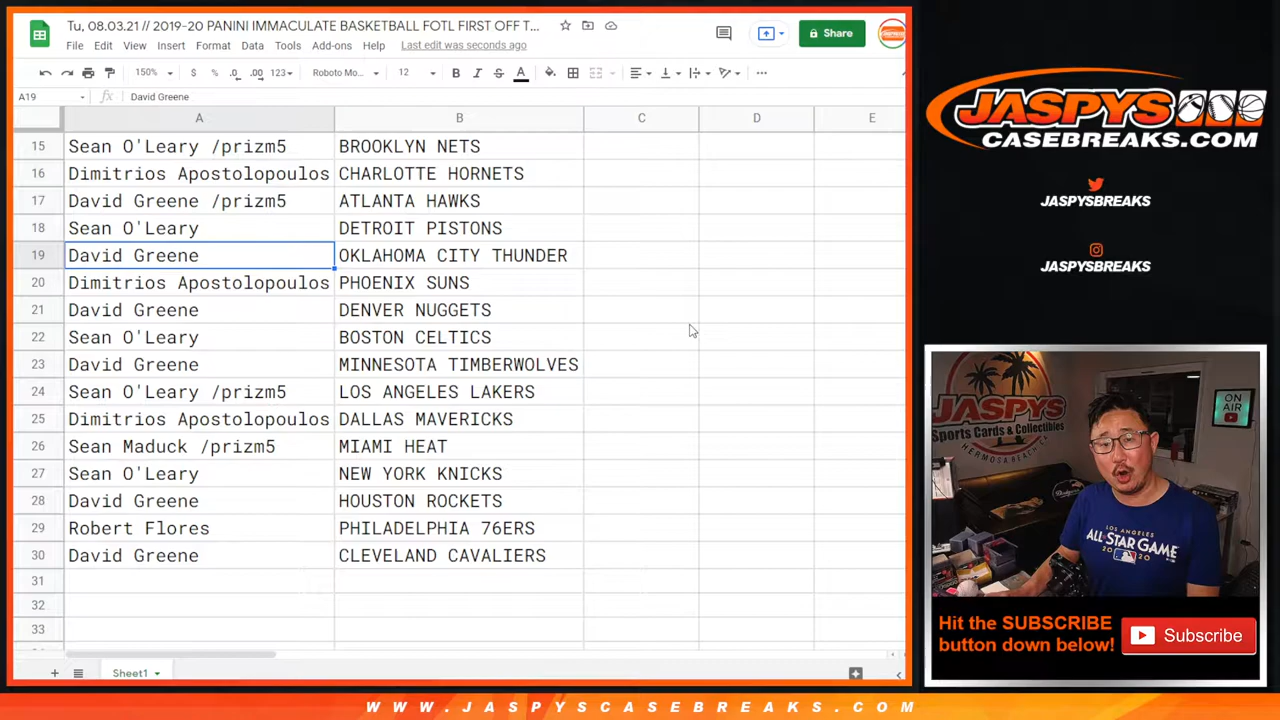 Tu, 08.03.21 // 2019-20 PANINI IMMACULATE BASKETBALL FOTL FIRST OFF T...
File Edit View Insert Format Data Tools Add-ons Help Last edit was seconds ago
Share
150% $ % .0 .00 123 Roboto Mo... 12 B I S A
A19 fx David Greene
A B C D E
15 Sean O'Leary /prizm5 BROOKLYN NETS
16 Dimitrios Apostolopoulos CHARLOTTE HORNETS
17 David Greene /prizm5 ATLANTA HAWKS
18 Sean O'Leary DETROIT PISTONS
19 David Greene OKLAHOMA CITY THUNDER
20 Dimitrios Apostolopoulos PHOENIX SUNS
21 David Greene DENVER NUGGETS
22 Sean O'Leary BOSTON CELTICS
23 David Greene MINNESOTA TIMBERWOLVES
24 Sean O'Leary /prizm5 LOS ANGELES LAKERS
25 Dimitrios Apostolopoulos DALLAS MAVERICKS
26 Sean Maduck /prizm5 MIAMI HEAT
27 Sean O'Leary NEW YORK KNICKS
28 David Greene HOUSTON ROCKETS
29 Robert Flores PHILADELPHIA 76ERS
30 David Greene CLEVELAND CAVALIERS
31
32
33
Sheet1
JASPYS
CASEBREAKS.COM
JASPYSBREAKS
JASPYSBREAKS
JASPYS
Sports Cards & Collectibles
HERMOSA BEACH CA
ON AIR
LOS ANGELES
ALL STAR GAME
2020
Hit the SUBSCRIBE
button down below!
Subscribe
WWW.JASPYSCASEBREAKS.COM